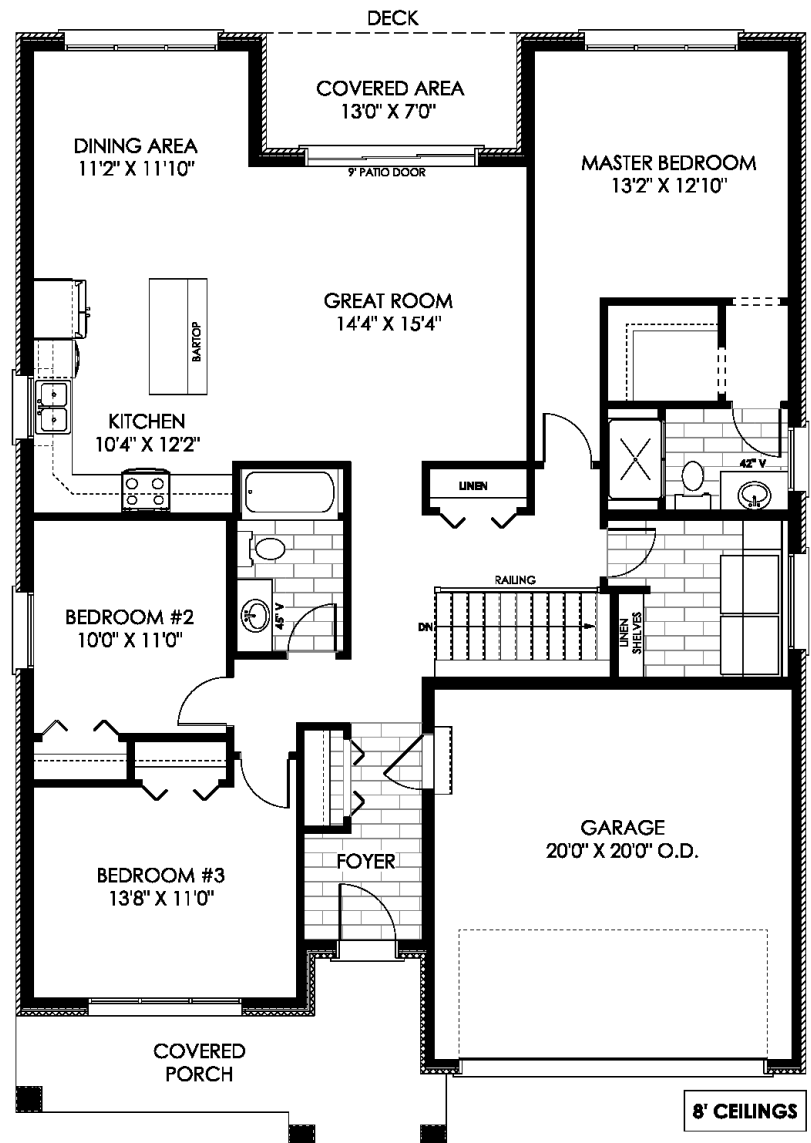 DECK
COVERED AREA
13'0" X 7'0"
DINING AREA
11'2" X 11'10"
9' PATIO DOOR
MASTER BEDROOM
13'2" X 12'10"
GREAT ROOM
14'4" X 15'4"
BARTOP
KITCHEN
10'4" X 12'2"
42" V
LINEN
RAILING
BEDROOM #2
10'0" X 11'0"
45" V
DN
LINEN
SHELVES
GARAGE
20'0" X 20'0" O.D.
FOYER
BEDROOM #3
13'8" X 11'0"
COVERED
PORCH
8' CEILINGS